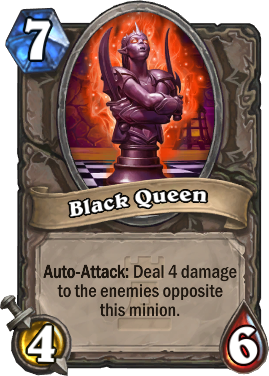 7
Black Queen
Auto-Attack: Deal 4 damage
to the enemies opposite
this minion.
4
6